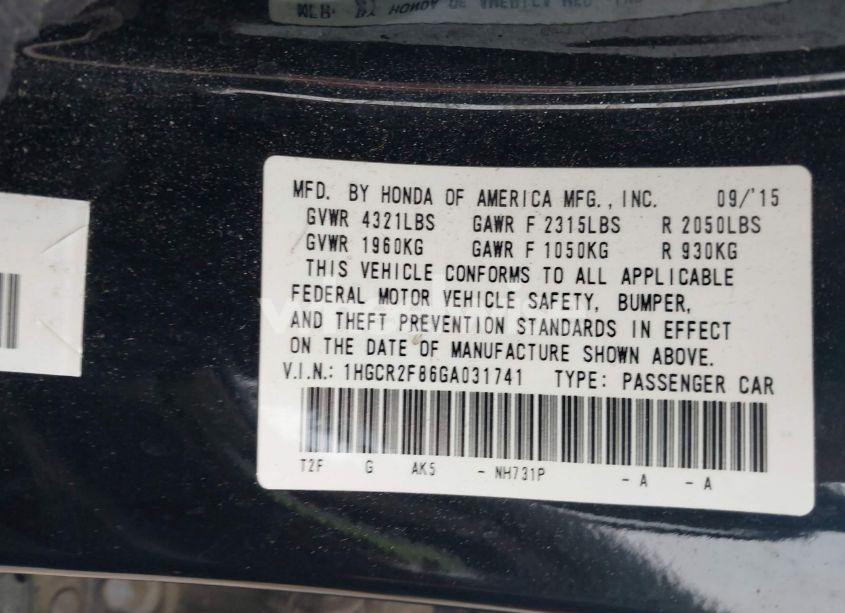 MFD. BY HONDA OF AMERICA MFG., INC. 09/'15
GVWR 4321LBS GAWR F 2315LBS R 2050LBS
GVWR 1960KG GAWR F 1050KG R 930KG
THIS VEHICLE CONFORMS TO ALL APPLICABLE
FEDERAL MOTOR VEHICLE SAFETY, BUMPER,
AND THEFT PREVENTION STANDARDS IN EFFECT
ON THE DATE OF MANUFACTURE SHOWN ABOVE.
V.I.N.: 1HGCR2F86GA031741 TYPE: PASSENGER CAR
T2F G AK5 - NH731P - A - A